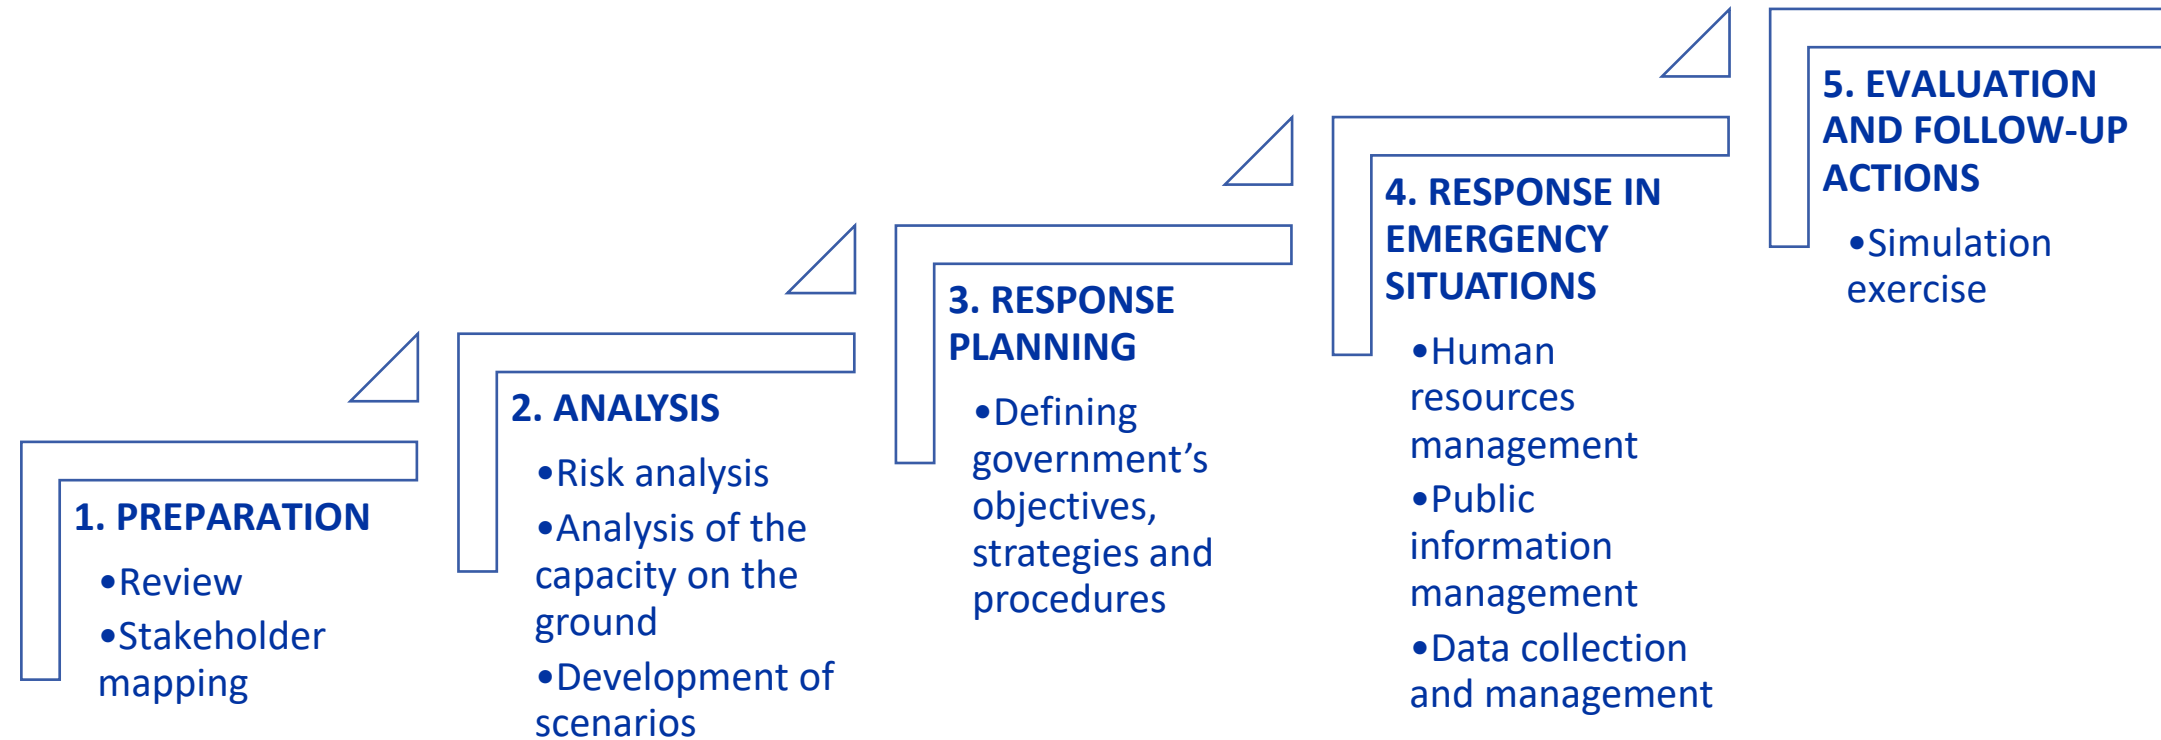 1. PREPARATION
•Review
•Stakeholder
mapping
2. ANALYSIS
•Risk analysis
•Analysis of the
capacity on the
ground
•Development of
scenarios
3. RESPONSE
PLANNING
•Defining
government’s
objectives,
strategies and
procedures
4. RESPONSE IN
EMERGENCY
SITUATIONS
•Human
resources
management
•Public
information
management
•Data collection
and management
5. EVALUATION
AND FOLLOW-UP
ACTIONS
•Simulation
exercise